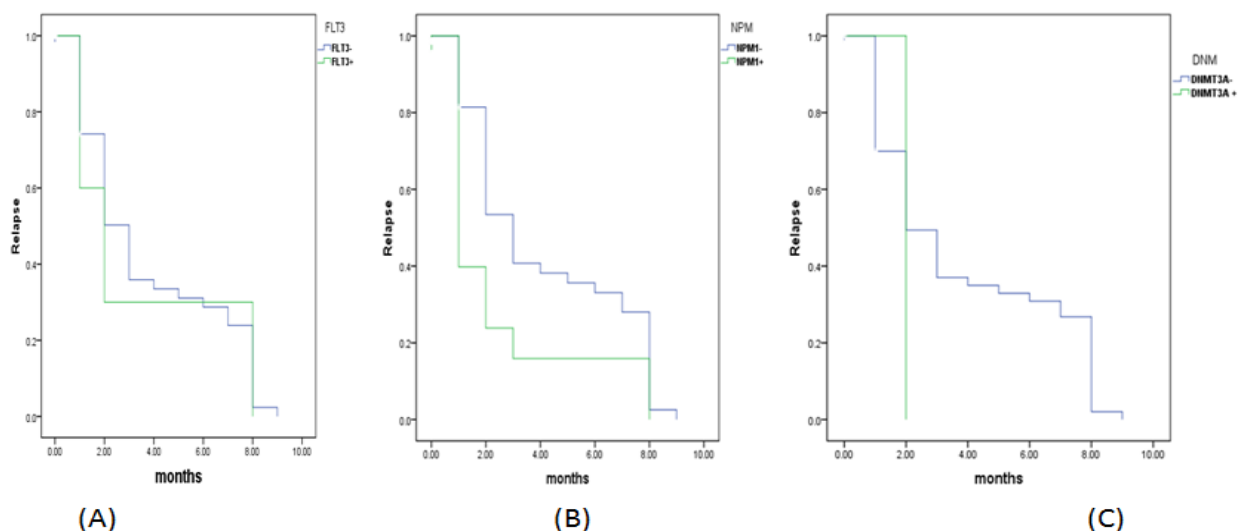 FLT3
FLT3-
FLT3+
1.0
0.8
0.6
0.4
0.2
0.0
Relapse
0.00 2.00 4.00 6.00 8.00 10.00
months
(A)
NPM
NPM1-
NPM1+
1.0
0.8
0.6
0.4
0.2
0.0
Relapse
0.00 2.00 4.00 6.00 8.00 10.00
months
(B)
DNM
DNMT3A-
DNMT3A +
1.0
0.8
0.6
0.4
0.2
0.0
Relapse
0.00 2.00 4.00 6.00 8.00 10.00
months
(C)